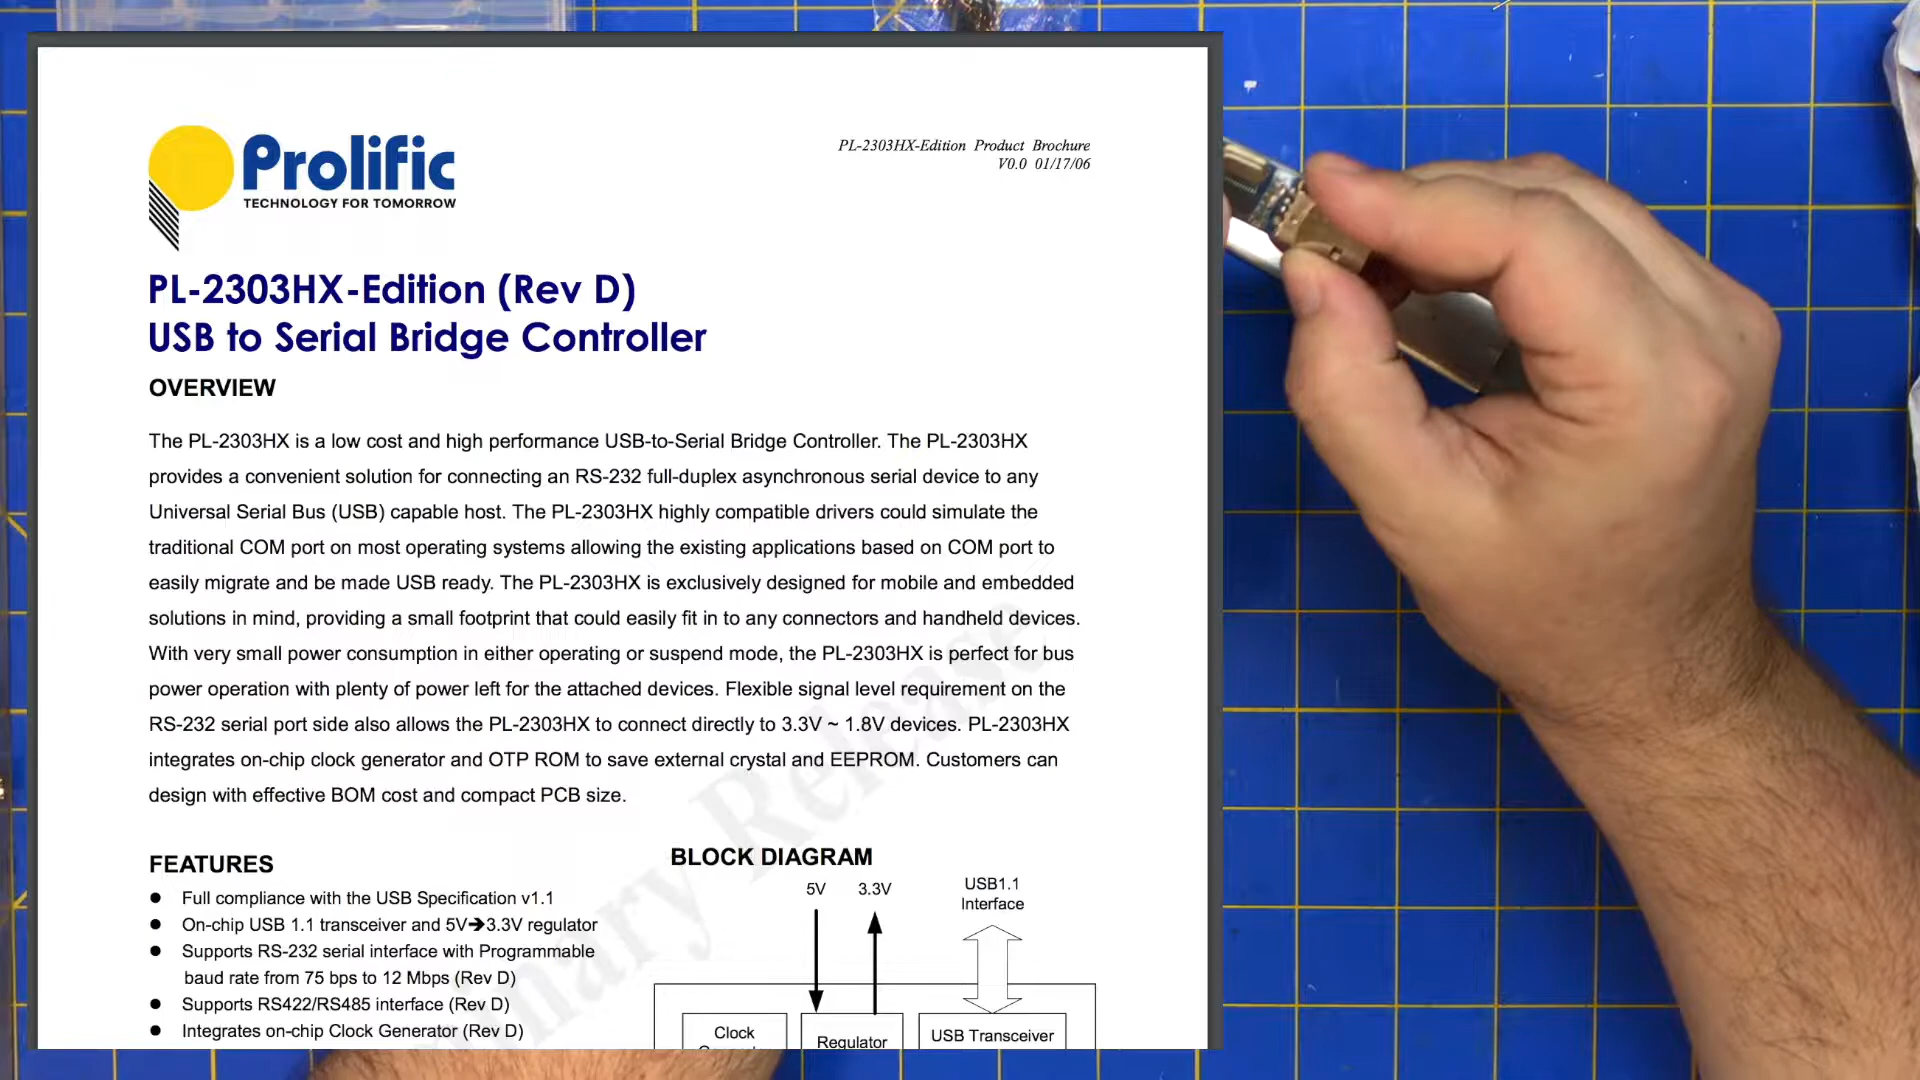 Prolific
TECHNOLOGY FOR TOMORROW
PL-2303HX-Edition Product Brochure
V0.0 01/17/06
PL-2303HX-Edition (Rev D)
USB to Serial Bridge Controller
OVERVIEW
The PL-2303HX is a low cost and high performance USB-to-Serial Bridge Controller. The PL-2303HX
provides a convenient solution for connecting an RS-232 full-duplex asynchronous serial device to any
Universal Serial Bus (USB) capable host. The PL-2303HX highly compatible drivers could simulate the
traditional COM port on most operating systems allowing the existing applications based on COM port to
easily migrate and be made USB ready. The PL-2303HX is exclusively designed for mobile and embedded
solutions in mind, providing a small footprint that could easily fit in to any connectors and handheld devices.
With very small power consumption in either operating or suspend mode, the PL-2303HX is perfect for bus
power operation with plenty of power left for the attached devices. Flexible signal level requirement on the
RS-232 serial port side also allows the PL-2303HX to connect directly to 3.3V ~ 1.8V devices. PL-2303HX
integrates on-chip clock generator and OTP ROM to save external crystal and EEPROM. Customers can
design with effective BOM cost and compact PCB size.
FEATURES
● Full compliance with the USB Specification v1.1
● On-chip USB 1.1 transceiver and 5V➔3.3V regulator
● Supports RS-232 serial interface with Programmable
baud rate from 75 bps to 12 Mbps (Rev D)
● Supports RS422/RS485 interface (Rev D)
● Integrates on-chip Clock Generator (Rev D)
BLOCK DIAGRAM
5V
3.3V
USB1.1
Interface
Clock
Regulator
USB Transceiver
Release